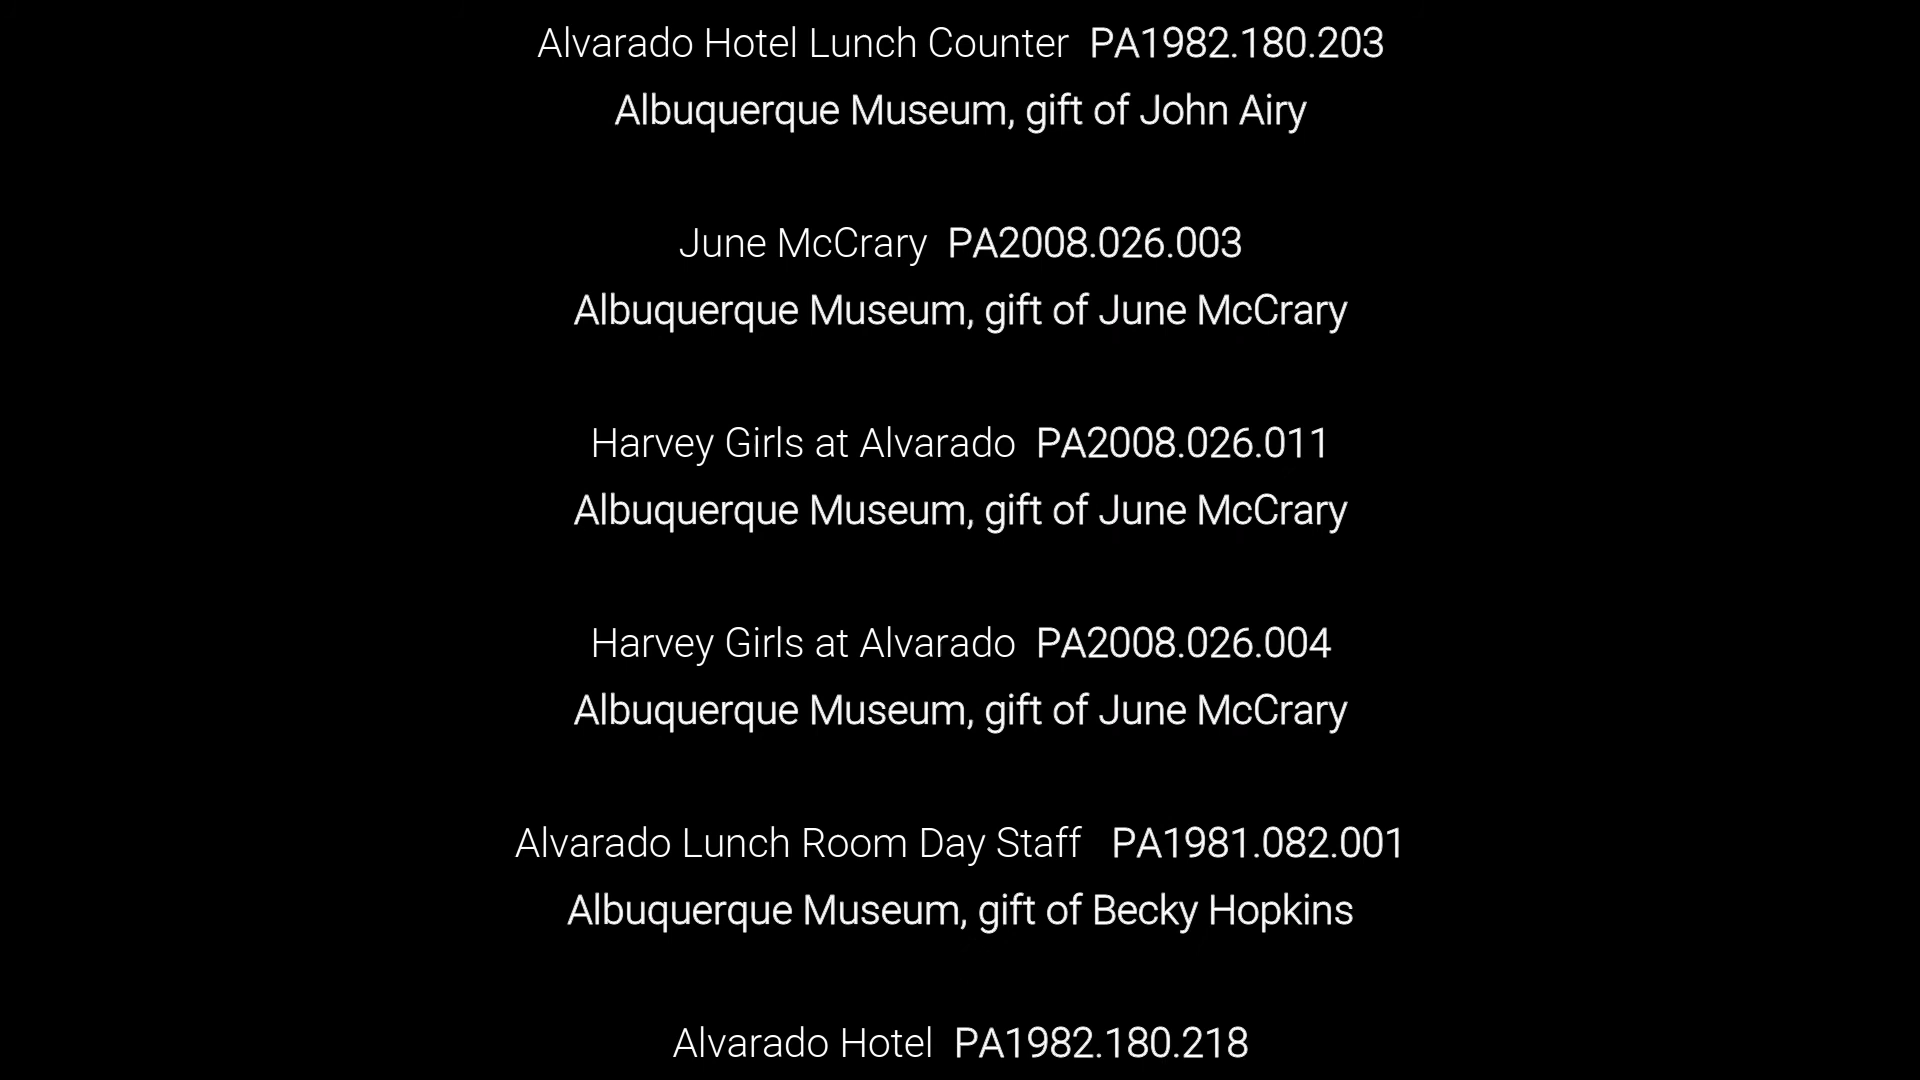 Alvarado Hotel Lunch Counter  PA1982.180.203
Albuquerque Museum, gift of John Airy
June McCrary  PA2008.026.003
Albuquerque Museum, gift of June McCrary
Harvey Girls at Alvarado  PA2008.026.011
Albuquerque Museum, gift of June McCrary
Harvey Girls at Alvarado  PA2008.026.004
Albuquerque Museum, gift of June McCrary
Alvarado Lunch Room Day Staff   PA1981.082.001
Albuquerque Museum, gift of Becky Hopkins
Alvarado Hotel  PA1982.180.218